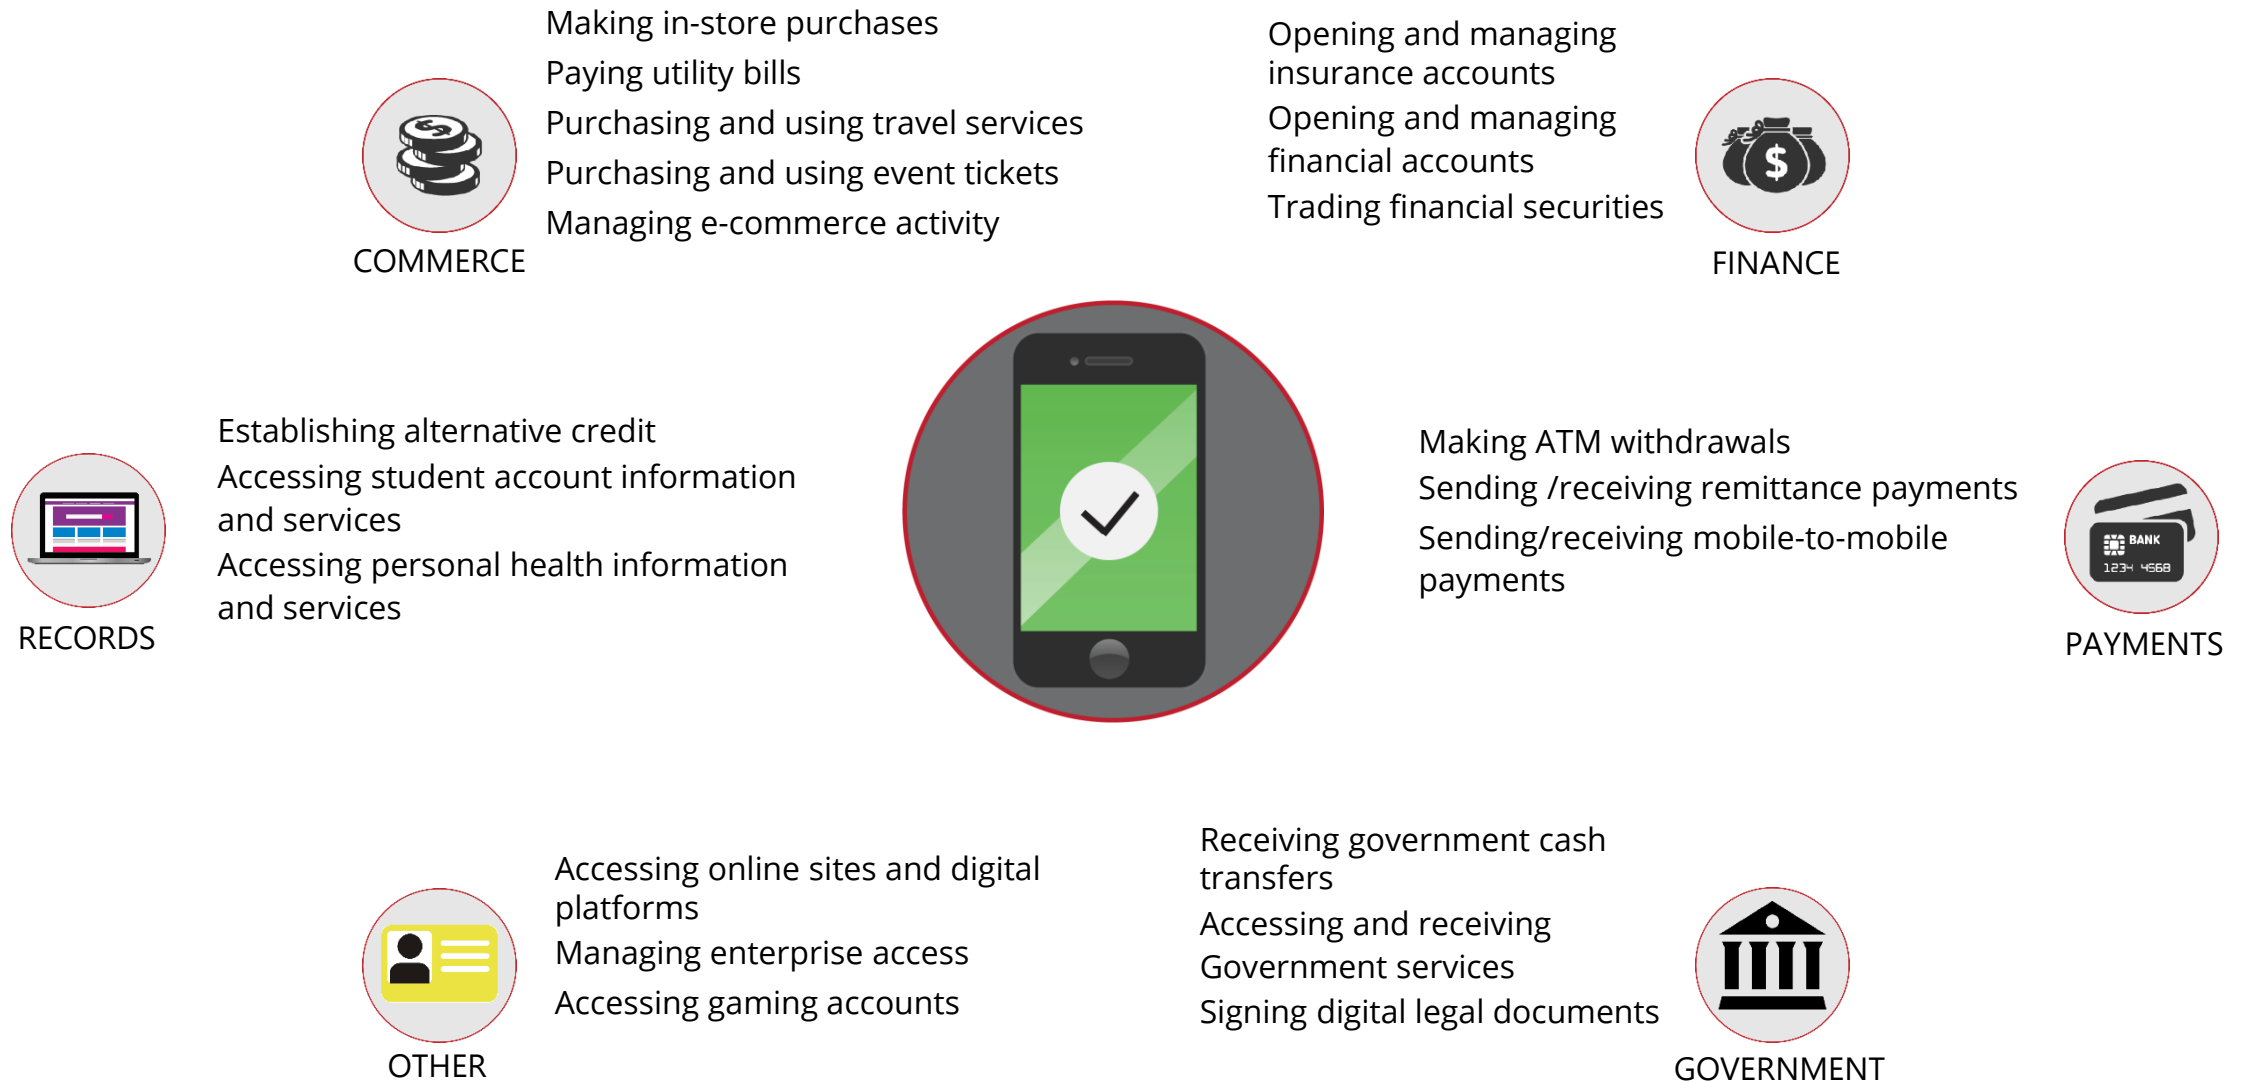 Making in-store purchases
Paying utility bills
Purchasing and using travel services
Purchasing and using event tickets
Managing e-commerce activity
COMMERCE
Opening and managing
insurance accounts
Opening and managing
financial accounts
Trading financial securities
FINANCE
Establishing alternative credit
Accessing student account information
and services
Accessing personal health information
and services
RECORDS
Making ATM withdrawals
Sending /receiving remittance payments
Sending/receiving mobile-to-mobile
payments
BANK
1234 4568
PAYMENTS
Accessing online sites and digital
platforms
Managing enterprise access
Accessing gaming accounts
OTHER
Receiving government cash
transfers
Accessing and receiving
Government services
Signing digital legal documents
GOVERNMENT